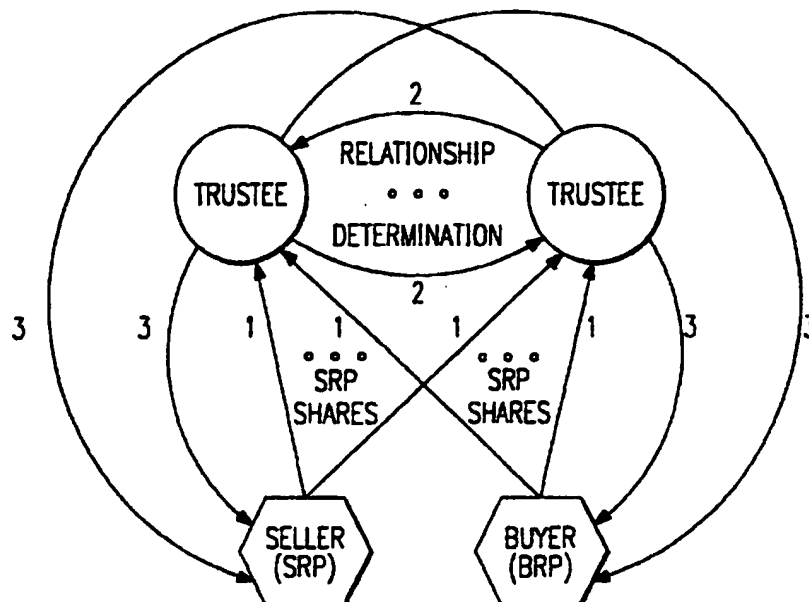 2
RELATIONSHIP
TRUSTEE
TRUSTEE
DETERMINATION
2
3
3
1
1
1
1
3
3
SRP
SHARES
SRP
SHARES
SELLER
(SRP)
BUYER
(BRP)